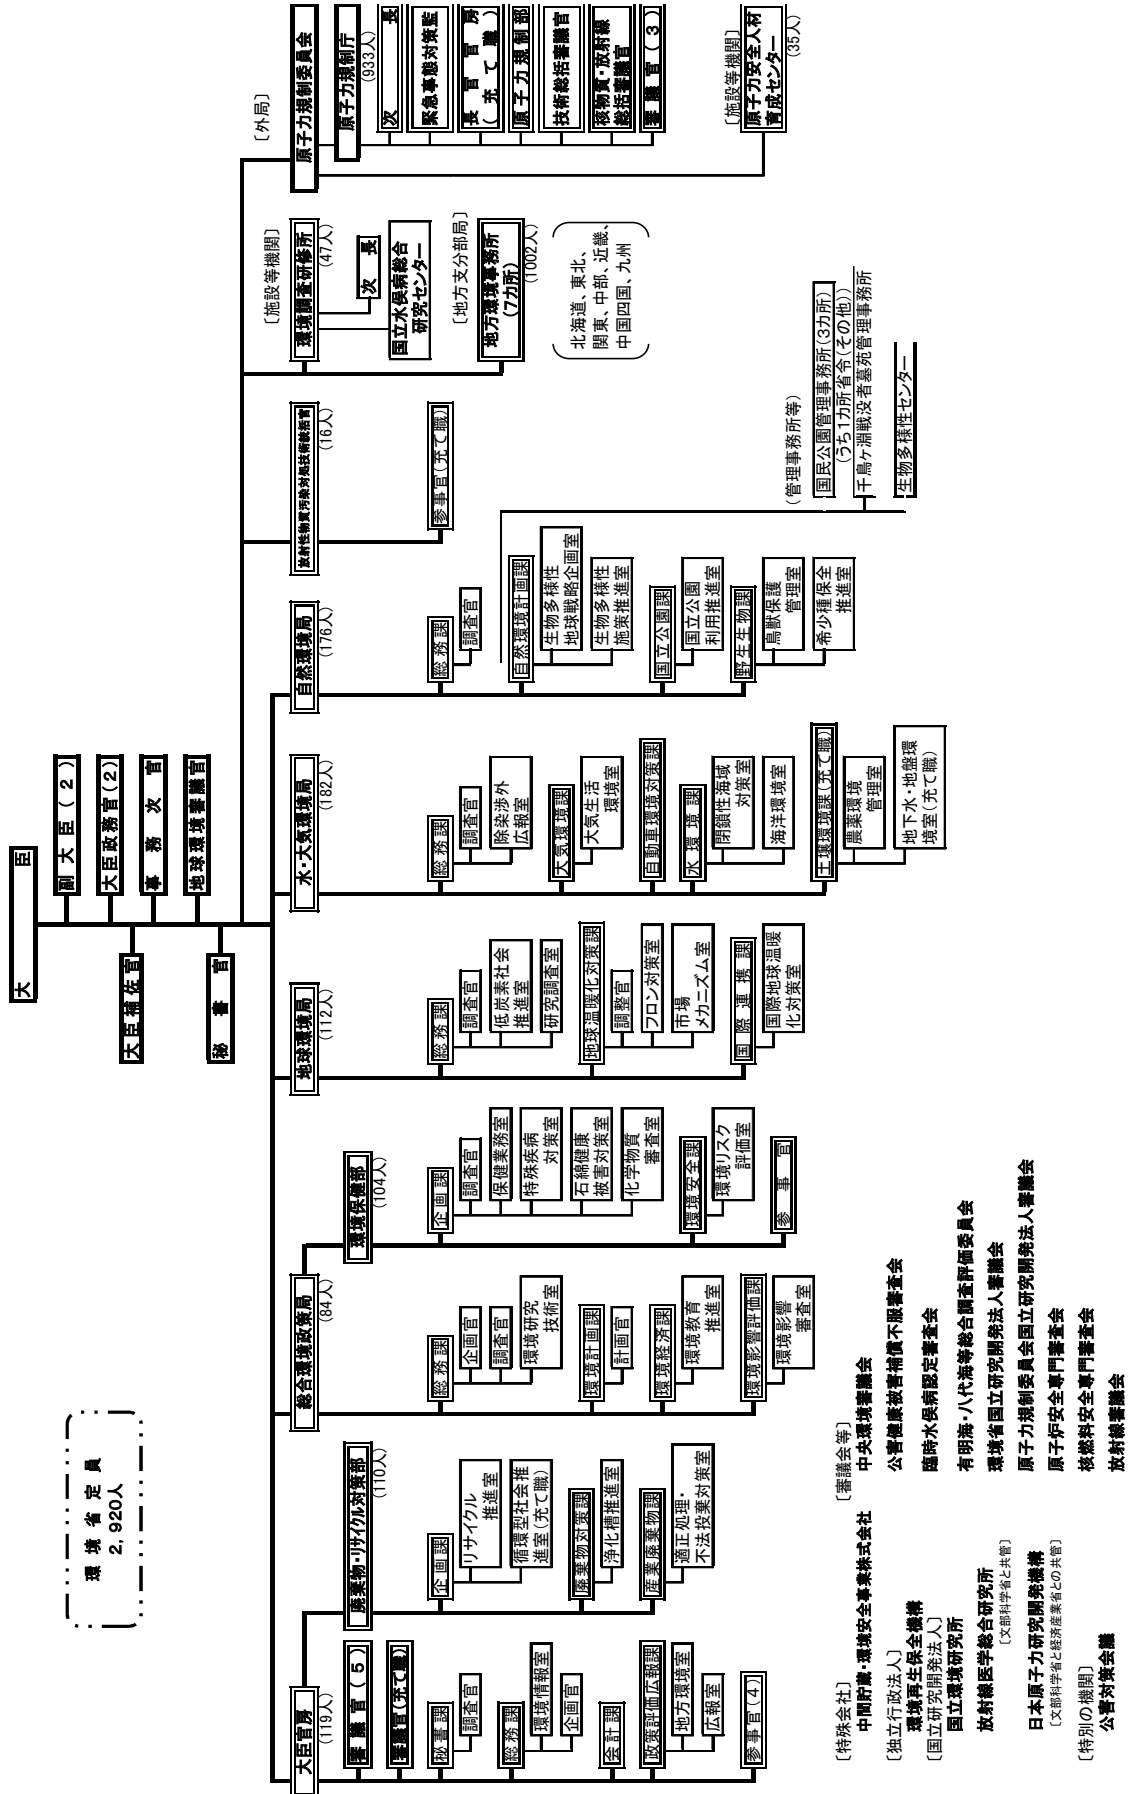 環境省定員
2,920人
大臣
副大臣(2)
大臣政務官(2)
事務次官
地球環境審議官
大臣補佐官
秘書官
大臣官房
(119人)
審議官(5)
審議官(充て職)
秘書課
調査官
総務課
環境情報室
企画官
会計課
政策評価広報課
地方環境室
広報室
参事官(4)
廃棄物・リサイクル対策部
(110人)
企画課
リサイクル
推進室
循環型社会推
進室(充て職)
廃棄物対策課
浄化槽推進室
産業廃棄物課
適正処理・
不法投棄対策室
総合環境政策局
(84人)
総務課
企画官
調査官
環境研究
技術室
環境計画課
計画官
環境経済課
環境教育
推進室
環境影響評価課
環境影響
審査室
環境保健部
(104人)
企画課
調査官
保健業務室
特殊疾病
対策室
石綿健康
被害対策室
化学物質
審査室
環境安全課
環境リスク
評価室
参事官
地球環境局
(112人)
総務課
調査官
低炭素社会
推進室
研究調査室
地球温暖化対策課
調整官
フロン対策室
市場
メカニズム室
国際連携課
国際地球温暖
化対策室
水・大気環境局
(182人)
総務課
調査官
除染渉外
広報室
大気環境課
大気生活
環境室
自動車環境対策課
水環境課
閉鎖性海域
対策室
海洋環境室
土壌環境課(充て職)
農薬環境
管理室
地下水・地盤環
境室(充て職)
自然環境局
(176人)
総務課
調査官
自然環境計画課
生物多様性
地球戦略企画室
生物多様性
施策推進室
国立公園課
国立公園
利用推進室
野生生物課
鳥獣保護
管理室
希少種保全
推進室
(管理事務所等)
国民公園管理事務所(3カ所)
(うち1カ所省令(その他))
千鳥ヶ淵戦没者墓苑管理事務所
生物多様性センター
放射性物質汚染対処技術統括官
(16人)
参事官(充て職)
〔施設等機関〕
環境調査研修所
(47人)
次長
国立水俣病総合
研究センター
〔地方支分部局〕
地方環境事務所
(7カ所)
(1002人)
北海道、東北、
関東、中部、近畿、
中国四国、九州
〔外局〕
原子力規制委員会
原子力規制庁
(933人)
次長
緊急事態対策監
長官官房
(充て職)
原子力規制部
技術総括審議官
核物質・放射線
総括審議官
審議官(3)
〔施設等機関〕
原子力安全人材
育成センター
(35人)
〔特殊会社〕
中間貯蔵・環境安全事業株式会社
〔独立行政法人〕
環境再生保全機構
〔国立研究開発法人〕
国立環境研究所
放射線医学総合研究所
〔文部科学省と共管〕
日本原子力研究開発機構
〔文部科学省と経済産業省との共管〕
〔特別の機関〕
公害対策会議
〔審議会等〕
中央環境審議会
公害健康被害補償不服審査会
臨時水俣病認定審査会
有明海・八代海等総合調査評価委員会
環境省国立研究開発法人審議会
原子力規制委員会国立研究開発法人審議会
原子炉安全専門審査会
核燃料安全専門審査会
放射線審議会